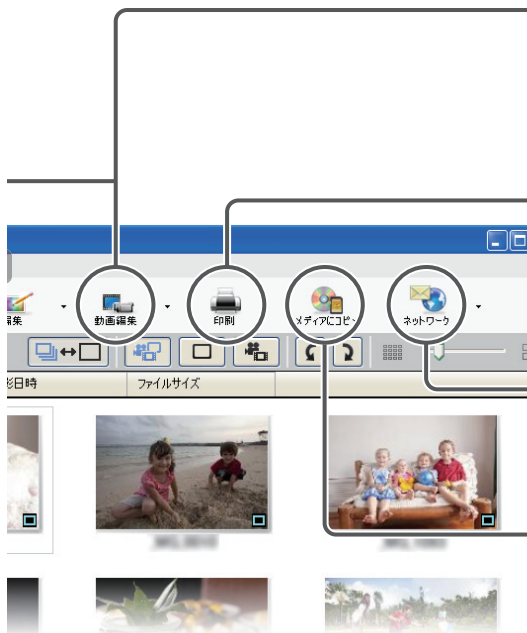 編集
動画編集
印刷
メディアにコピー
ネットワーク
影日時
ファイルサイズ